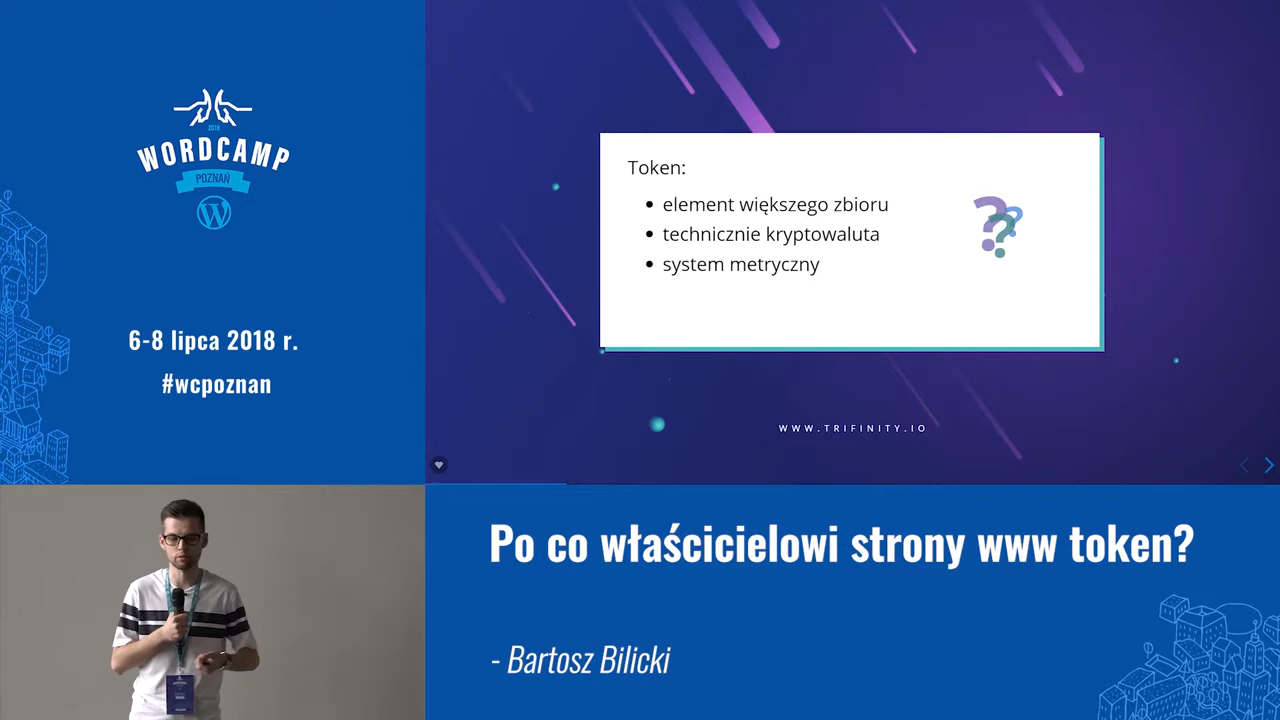 2018
WORDCAMP
POZNAŃ
6-8 lipca 2018 r.
#wcpoznan
Token:
• element większego zbioru
• technicznie kryptowaluta
• system metryczny
???
WWW.TRIFINITY.IO
Po co właścicielowi strony www token?
- Bartosz Bilicki